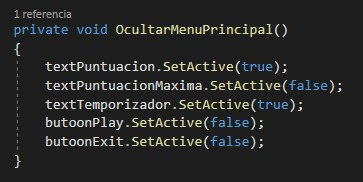 1 referencia
private void OcultarMenuPrincipal()
{
textPuntuacion.SetActive(true);
textPuntuacionMaxima.SetActive(false);
textTemporizador.SetActive(true);
butoonPlay.SetActive(false);
butoonExit.SetActive(false);
}